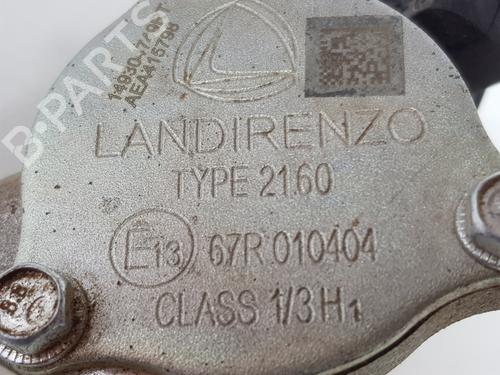 LANDIRENZO
TYPE 2160
E13 67R 010404
CLASS 1/3 H1
B-PARTS